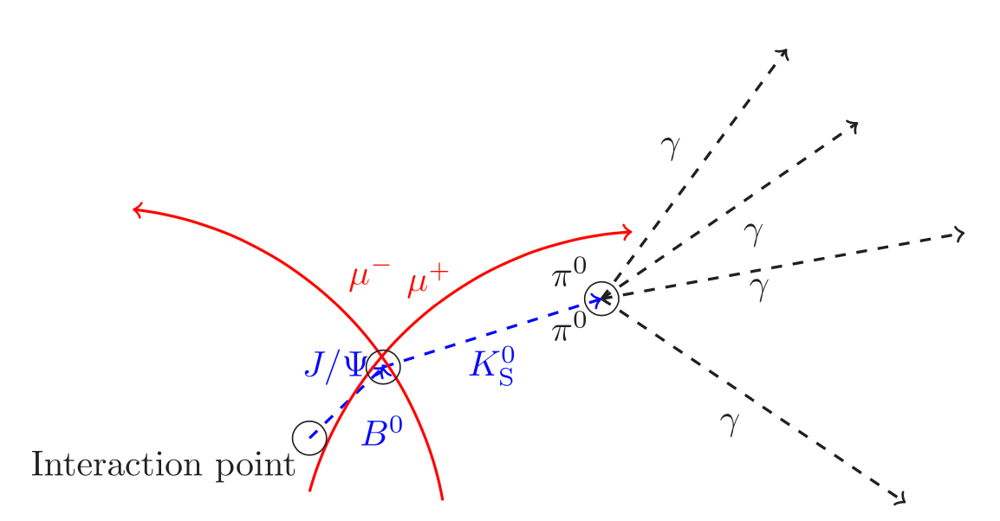 γ
γ
μ⁻
μ⁺
π⁰
γ
π⁰
J/Ψ
K⁰_S
γ
B⁰
Interaction point